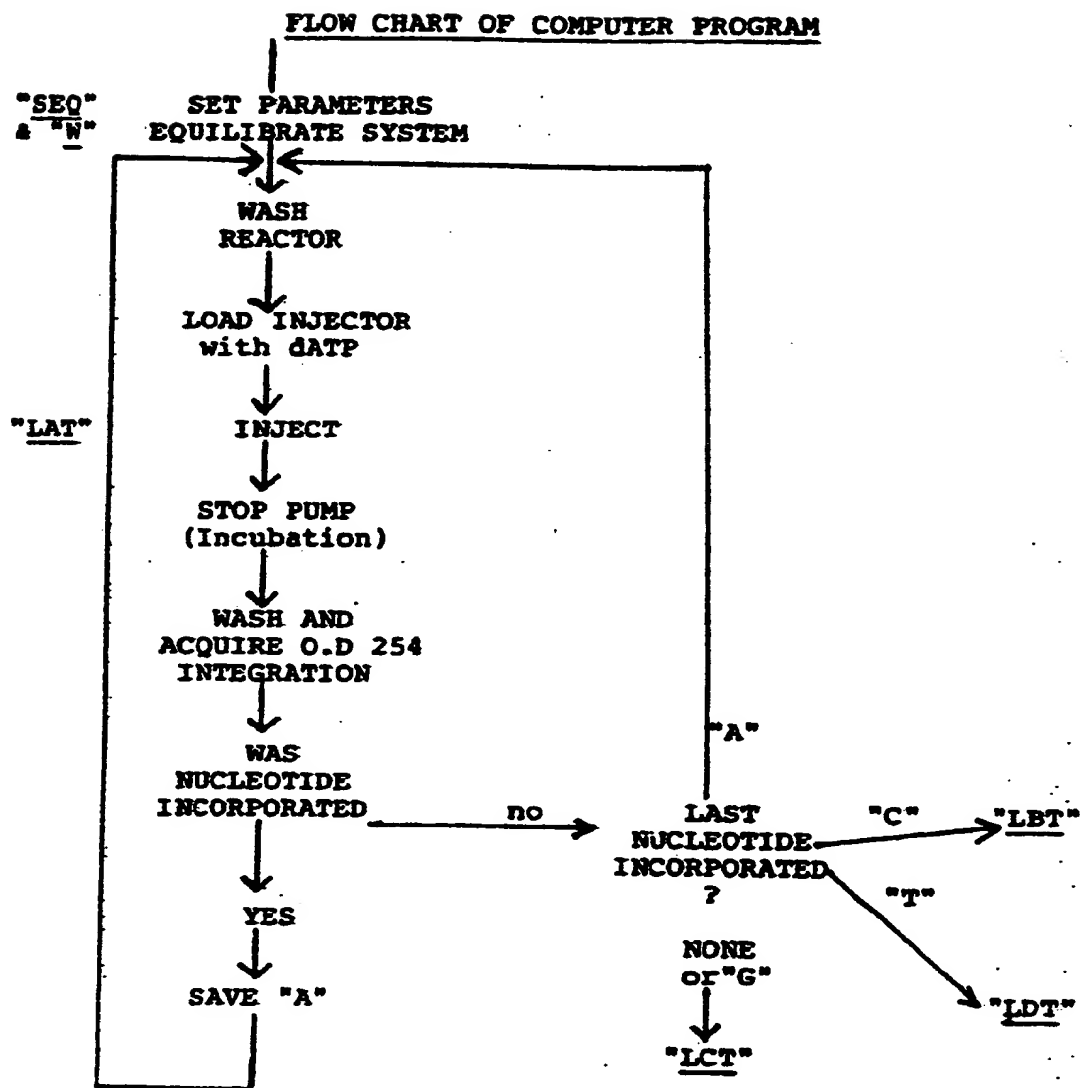 FLOW CHART OF COMPUTER PROGRAM
"SEQ"
& "W"
SET PARAMETERS
EQUILIBRATE SYSTEM
WASH
REACTOR
LOAD INJECTOR
with dATP
"LAT"
INJECT
STOP PUMP
(Incubation)
WASH AND
ACQUIRE O.D 254
INTEGRATION
WAS
NUCLEOTIDE
INCORPORATED
no
"A"
LAST
NUCLEOTIDE
INCORPORATED
?
"C"
"LBT"
"T"
"LDT"
YES
NONE
or"G"
SAVE "A"
"LCT"